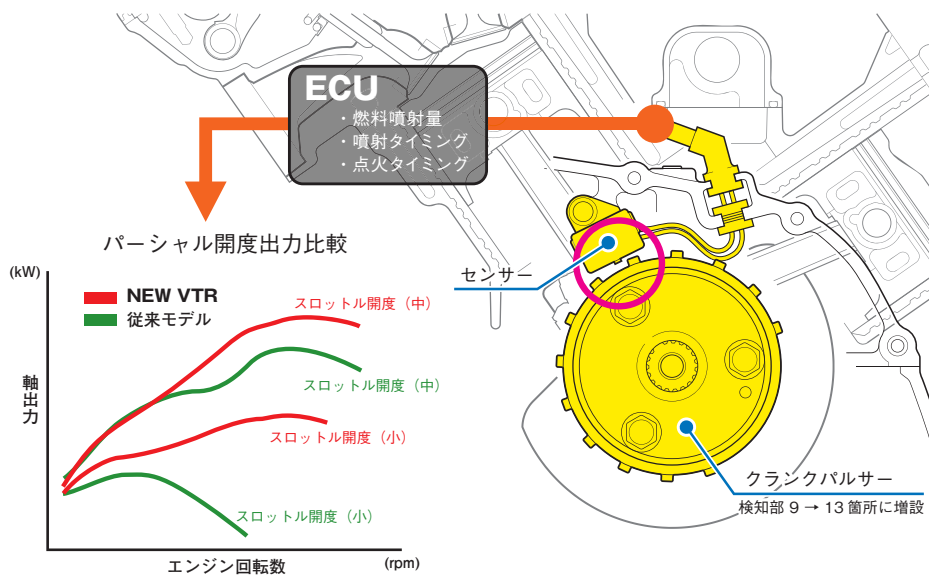 ECU
・燃料噴射量
・噴射タイミング
・点火タイミング
パーシャル開度出力比較
(kW)
NEW VTR
従来モデル
スロットル開度（中）
スロットル開度（中）
スロットル開度（小）
スロットル開度（小）
軸出力
エンジン回転数
(rpm)
センサー
クランクパルサー
検知部 9 → 13 箇所に増設